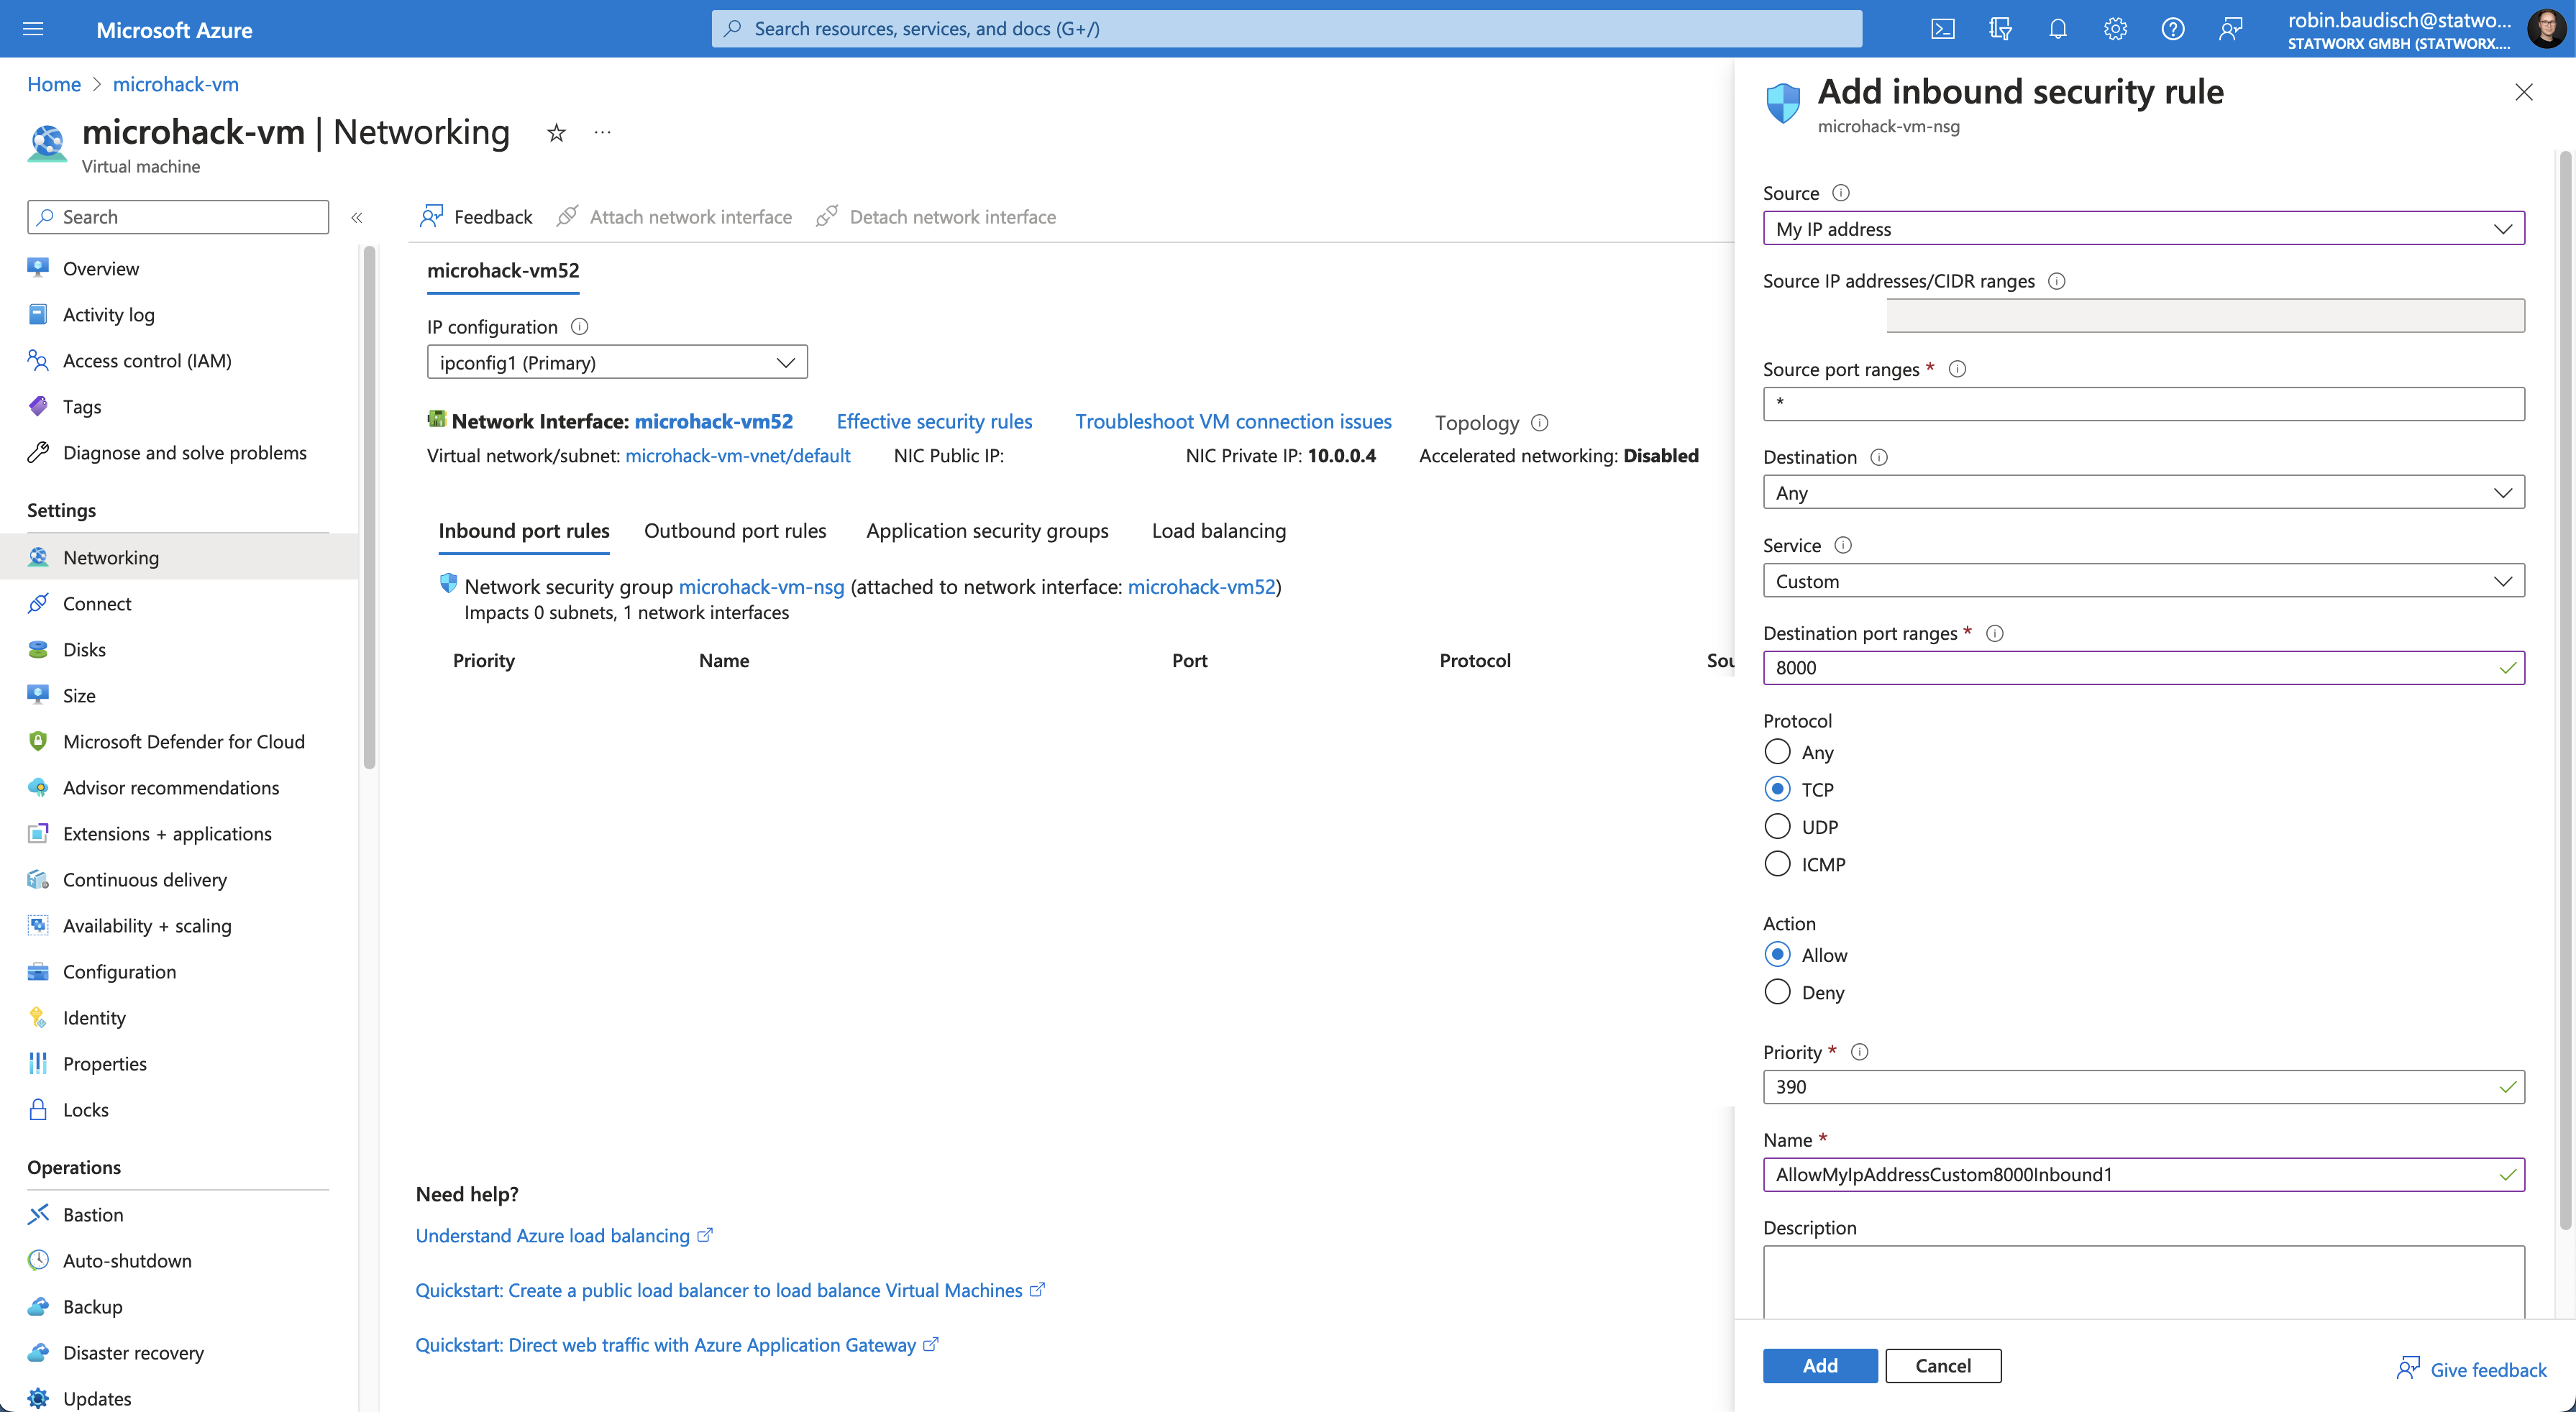 Microsoft Azure
Search resources, services, and docs (G+/)
robin.baudisch@statwo...
STATWORX GMBH (STATWORX....
Home > microhack-vm
microhack-vm | Networking
Virtual machine
Search
Overview
Activity log
Access control (IAM)
Tags
Diagnose and solve problems
Settings
Networking
Connect
Disks
Size
Microsoft Defender for Cloud
Advisor recommendations
Extensions + applications
Continuous delivery
Availability + scaling
Configuration
Identity
Properties
Locks
Operations
Bastion
Auto-shutdown
Backup
Disaster recovery
Updates
Feedback Attach network interface Detach network interface
microhack-vm52
IP configuration
ipconfig1 (Primary)
Network Interface: microhack-vm52 Effective security rules Troubleshoot VM connection issues Topology
Virtual network/subnet: microhack-vm-vnet/default NIC Public IP: NIC Private IP: 10.0.0.4 Accelerated networking: Disabled
Inbound port rules Outbound port rules Application security groups Load balancing
Network security group microhack-vm-nsg (attached to network interface: microhack-vm52)
Impacts 0 subnets, 1 network interfaces
Priority Name Port Protocol Sou
Need help?
Understand Azure load balancing
Quickstart: Create a public load balancer to load balance Virtual Machines
Quickstart: Direct web traffic with Azure Application Gateway
Add inbound security rule
microhack-vm-nsg
Source
My IP address
Source IP addresses/CIDR ranges
Source port ranges *
*
Destination
Any
Service
Custom
Destination port ranges *
8000
Protocol
Any
TCP
UDP
ICMP
Action
Allow
Deny
Priority *
390
Name *
AllowMyIpAddressCustom8000Inbound1
Description
Add Cancel
Give feedback